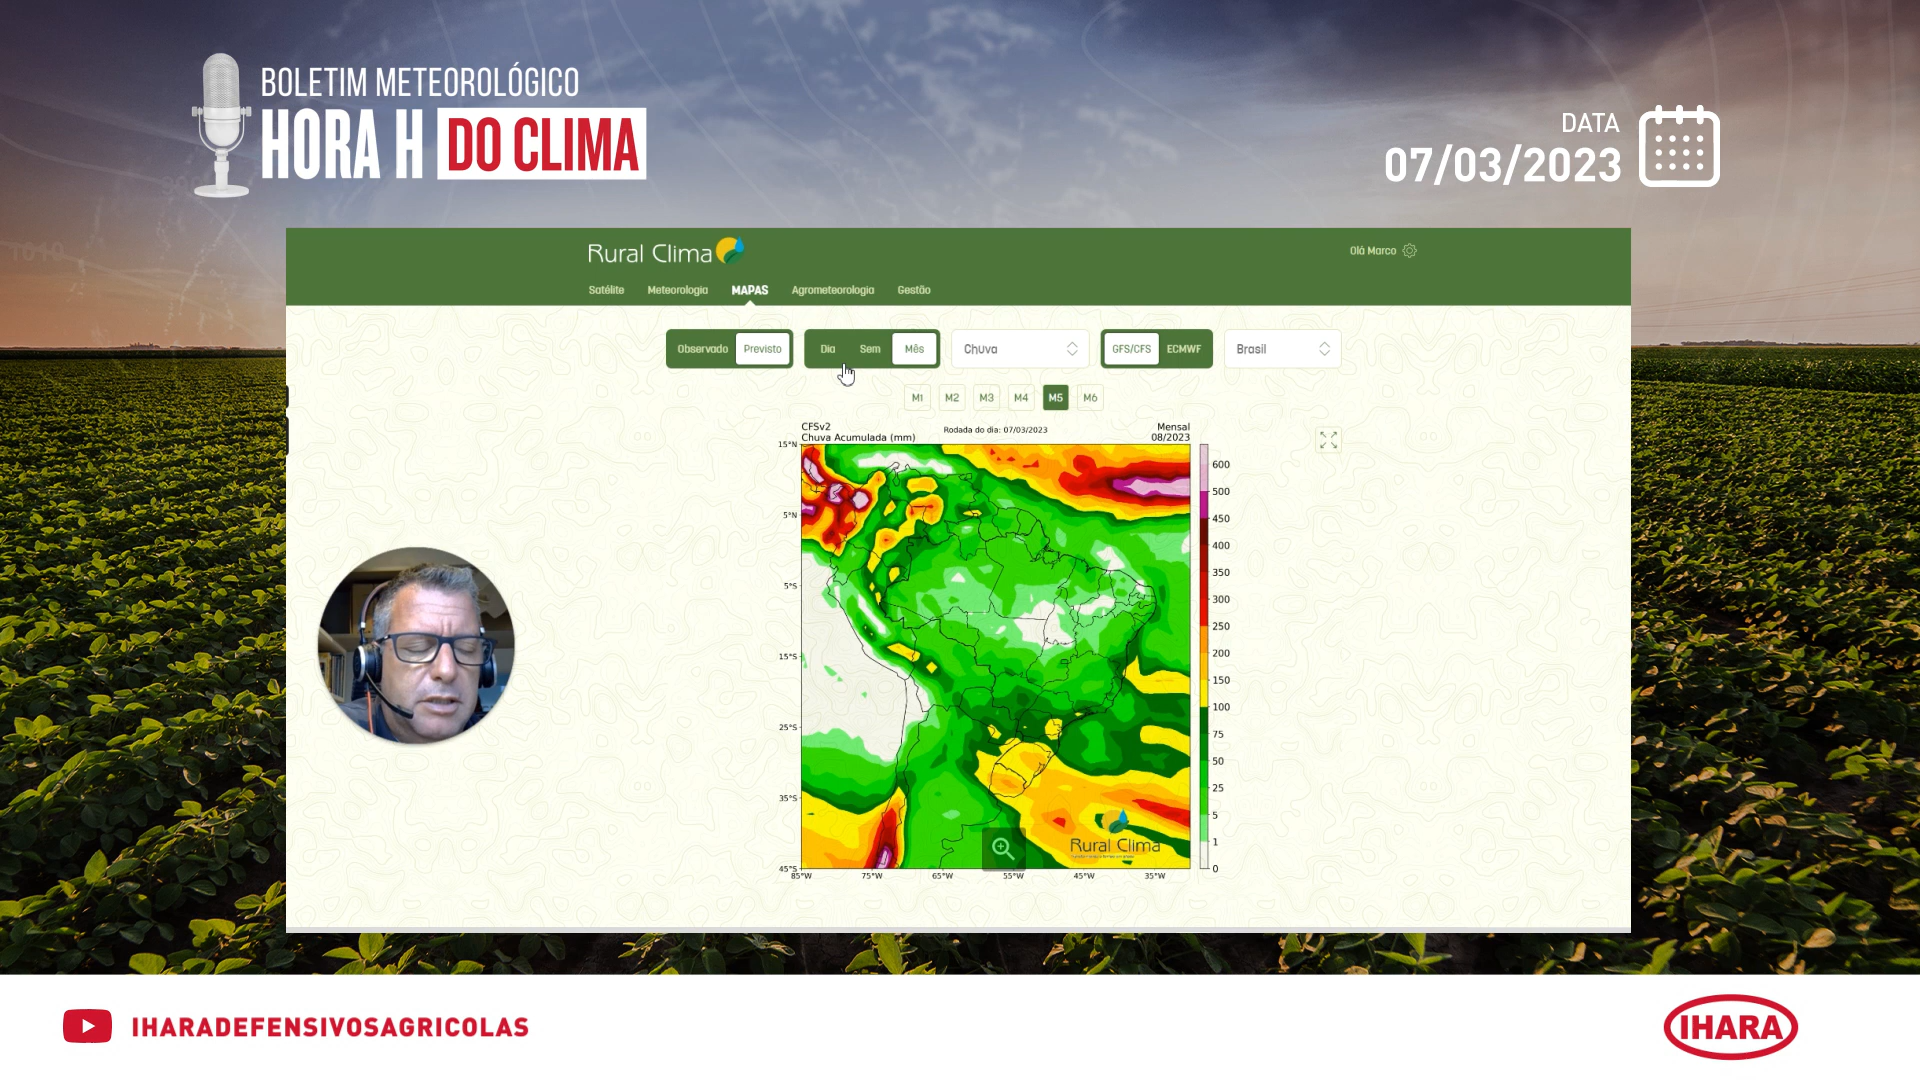 BOLETIM METEOROLÓGICO
HORA H DO CLIMA
DATA
07/03/2023
Rural Clima
Olá Marco
Satélite Meteorologia MAPAS Agrometeorologia Gestão
Observado Previsto Dia Sem Mês Chuva GFS/CFS ECMWF Brasil
M1 M2 M3 M4 M5 M6
CFSv2 Rodada do dia: 07/03/2023 Mensal
Chuva Acumulada (mm) 08/2023
15°N
5°N
5°S
15°S
25°S
35°S
45°S
85°W 75°W 65°W 55°W 45°W 35°W
600
500
450
400
350
300
250
200
150
100
75
50
25
5
1
0
Rural Clima
IHARADEFENSIVOSAGRICOLAS
IHARA